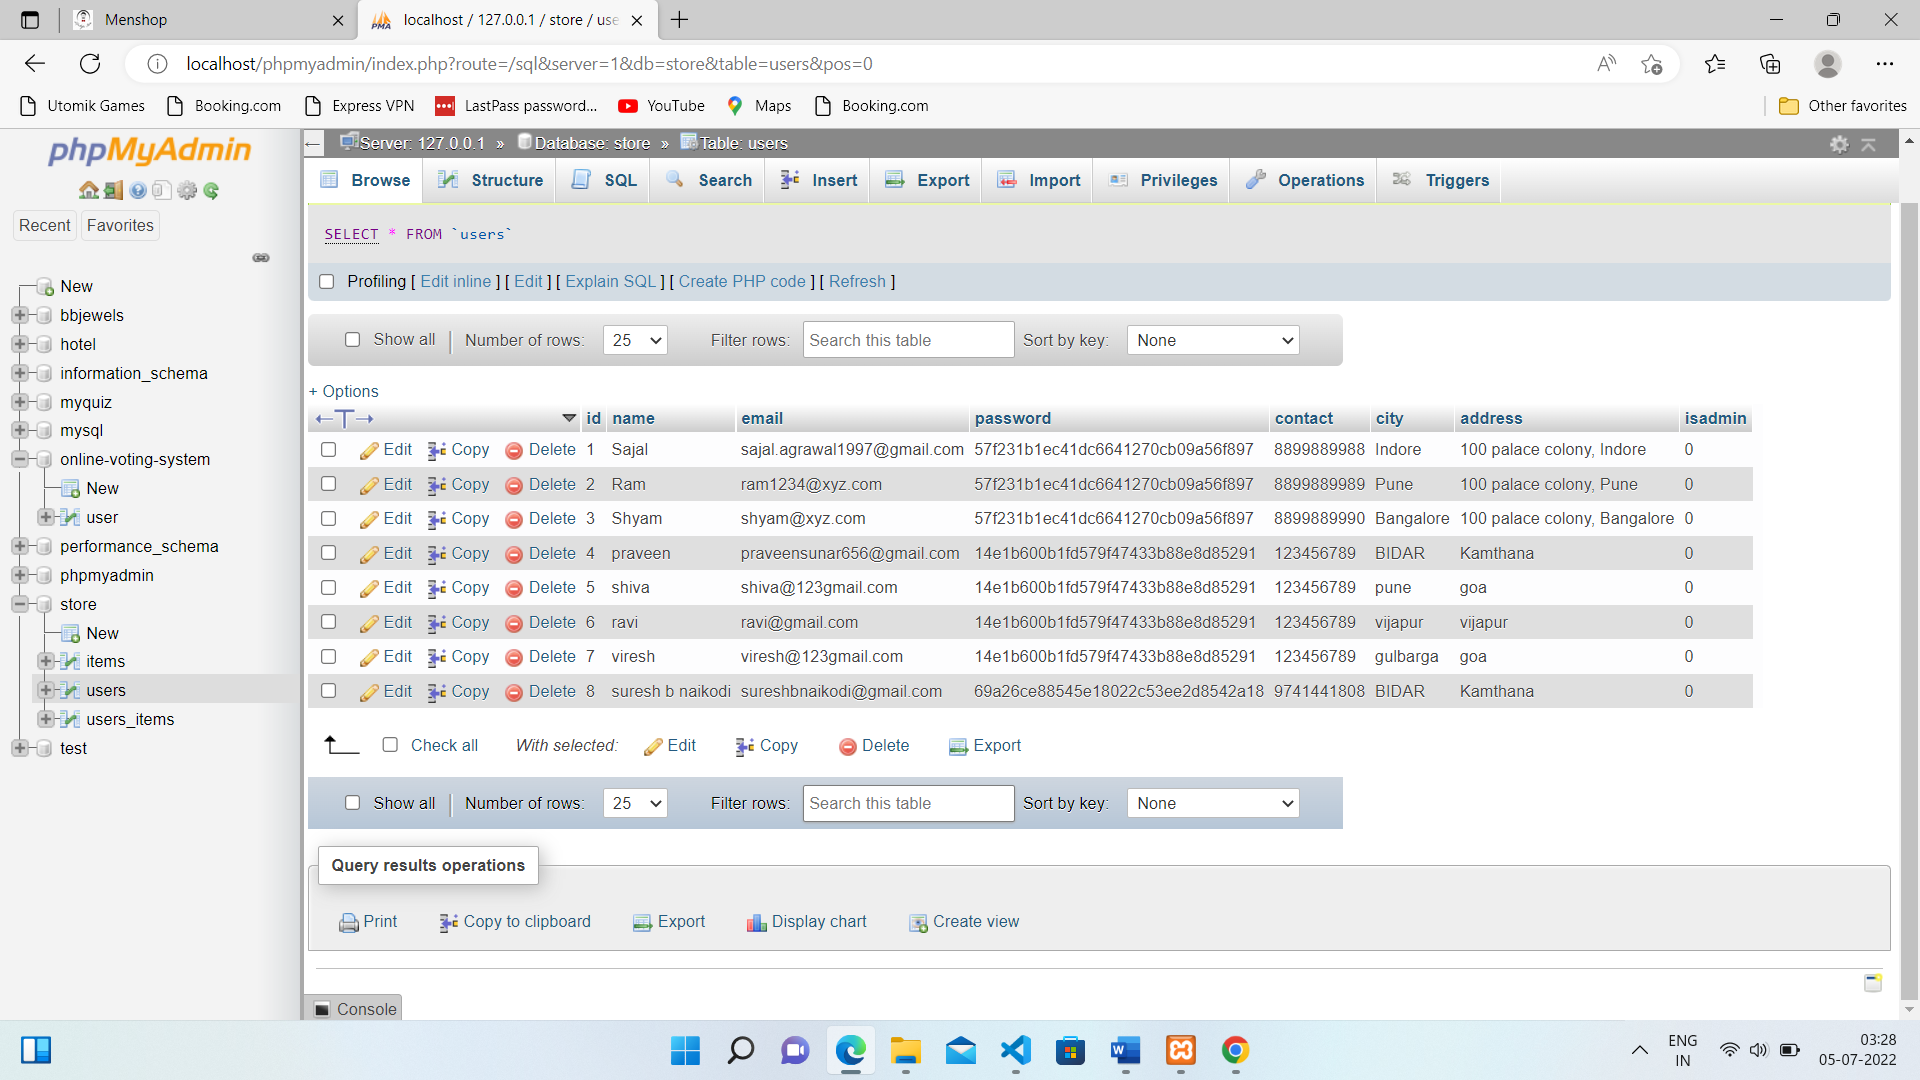 Menshop
localhost / 127.0.0.1 / store / use
localhost/phpmyadmin/index.php?route=/sql&server=1&db=store&table=users&pos=0
Utomik Games Booking.com Express VPN LastPass password... YouTube Maps Booking.com Other favorites
phpMyAdmin
Recent Favorites
New
bbjewels
hotel
information_schema
myquiz
mysql
online-voting-system
New
user
performance_schema
phpmyadmin
store
New
items
users
users_items
test
Server: 127.0.0.1 » Database: store » Table: users
Browse Structure SQL Search Insert Export Import Privileges Operations Triggers
SELECT * FROM `users`
Profiling [ Edit inline ] [ Edit ] [ Explain SQL ] [ Create PHP code ] [ Refresh ]
Show all Number of rows: 25 Filter rows: Search this table Sort by key: None
+ Options
←T→ id name email password contact city address isadmin
Edit Copy Delete 1 Sajal sajal.agrawal1997@gmail.com 57f231b1ec41dc6641270cb09a56f897 8899889988 Indore 100 palace colony, Indore 0
Edit Copy Delete 2 Ram ram1234@xyz.com 57f231b1ec41dc6641270cb09a56f897 8899889989 Pune 100 palace colony, Pune 0
Edit Copy Delete 3 Shyam shyam@xyz.com 57f231b1ec41dc6641270cb09a56f897 8899889990 Bangalore 100 palace colony, Bangalore 0
Edit Copy Delete 4 praveen praveensunar656@gmail.com 14e1b600b1fd579f47433b88e8d85291 123456789 BIDAR Kamthana 0
Edit Copy Delete 5 shiva shiva@123gmail.com 14e1b600b1fd579f47433b88e8d85291 123456789 pune goa 0
Edit Copy Delete 6 ravi ravi@gmail.com 14e1b600b1fd579f47433b88e8d85291 123456789 vijapur vijapur 0
Edit Copy Delete 7 viresh viresh@123gmail.com 14e1b600b1fd579f47433b88e8d85291 123456789 gulbarga goa 0
Edit Copy Delete 8 suresh b naikodi sureshbnaikodi@gmail.com 69a26ce88545e18022c53ee2d8542a18 9741441808 BIDAR Kamthana 0
Check all With selected: Edit Copy Delete Export
Show all Number of rows: 25 Filter rows: Search this table Sort by key: None
Query results operations
Print Copy to clipboard Export Display chart Create view
Console
ENG
IN
03:28
05-07-2022